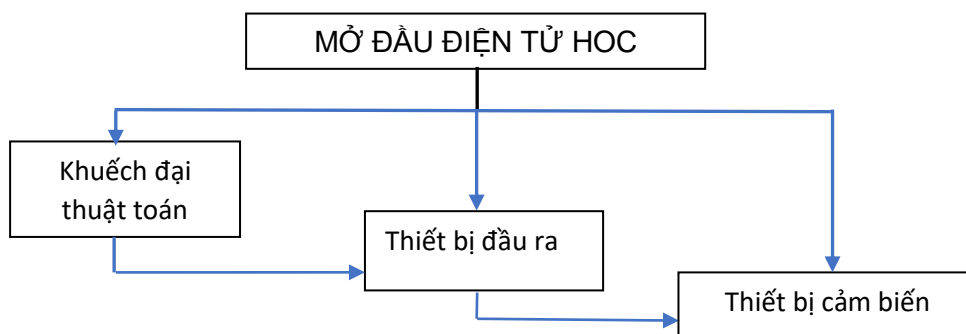 MỞ ĐẦU ĐIỆN TỬ HOC
Khuếch đại
thuật toán
Thiết bị đầu ra
Thiết bị cảm biến